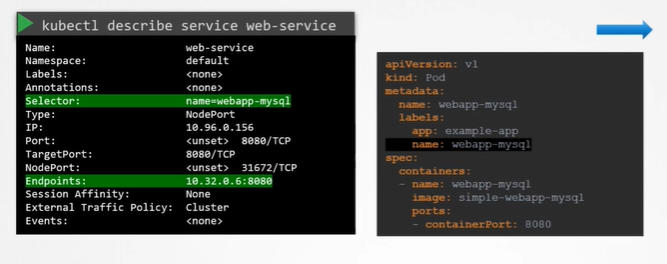 kubectl describe service web-service
Name: web-service
Namespace: default
Labels: <none>
Annotations: <none>
Selector: name=webapp-mysql
Type: NodePort
IP: 10.96.0.156
Port: <unset> 8080/TCP
TargetPort: 8080/TCP
NodePort: <unset> 31672/TCP
Endpoints: 10.32.0.6:8080
Session Affinity: None
External Traffic Policy: Cluster
Events: <none>
apiVersion: v1
kind: Pod
metadata:
  name: webapp-mysql
  labels:
    app: example-app
    name: webapp-mysql
spec:
  containers:
  - name: webapp-mysql
    image: simple-webapp-mysql
    ports:
    - containerPort: 8080